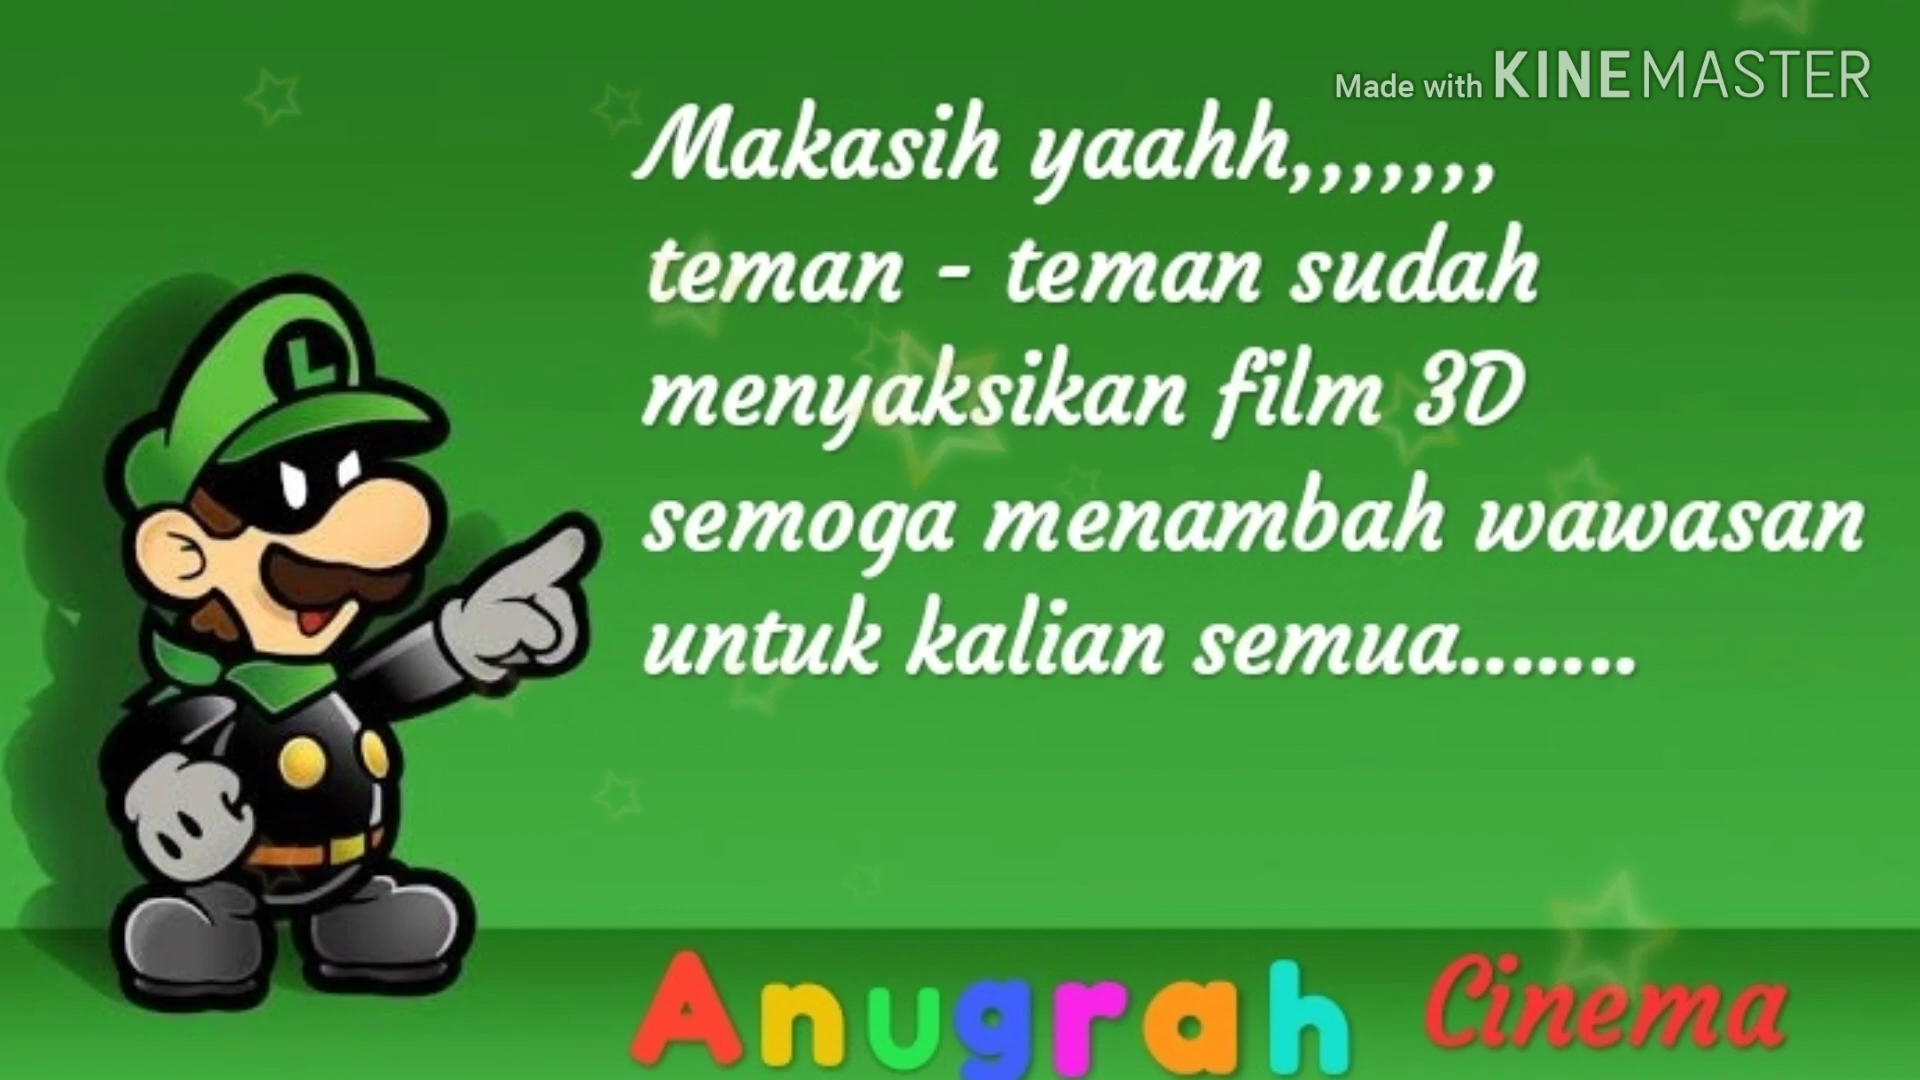 Made with KINEMASTER
Makasih yaahh,,,,,,,
teman - teman sudah
menyaksikan film 3D
semoga menambah wawasan
untuk kalian semua.......
L
Anugrah Cinema